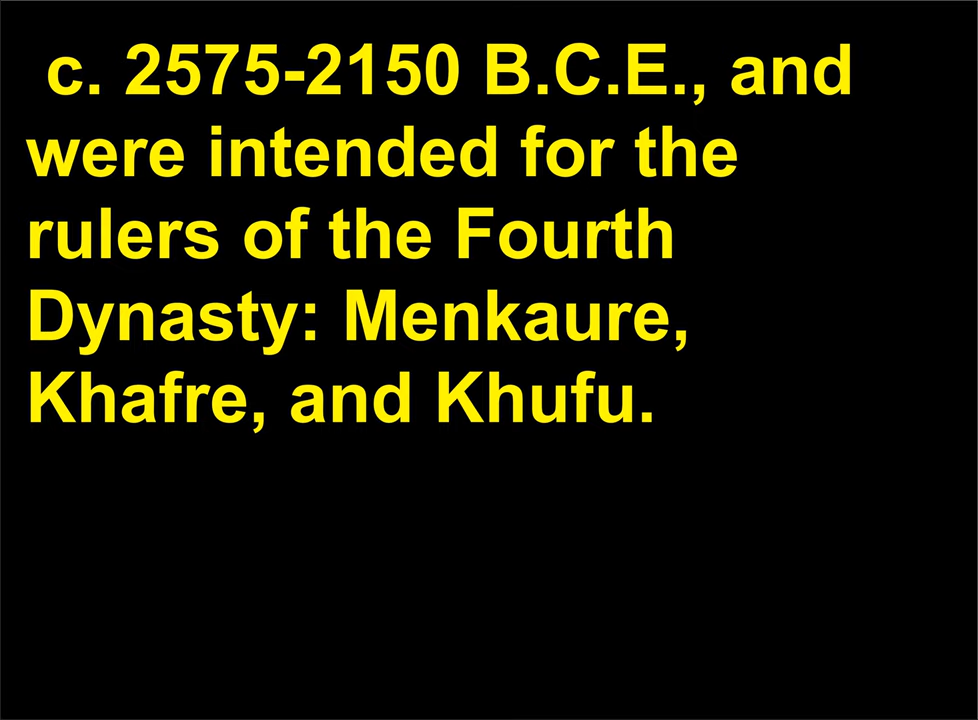 c. 2575-2150 B.C.E., and
were intended for the
rulers of the Fourth
Dynasty: Menkaure,
Khafre, and Khufu.